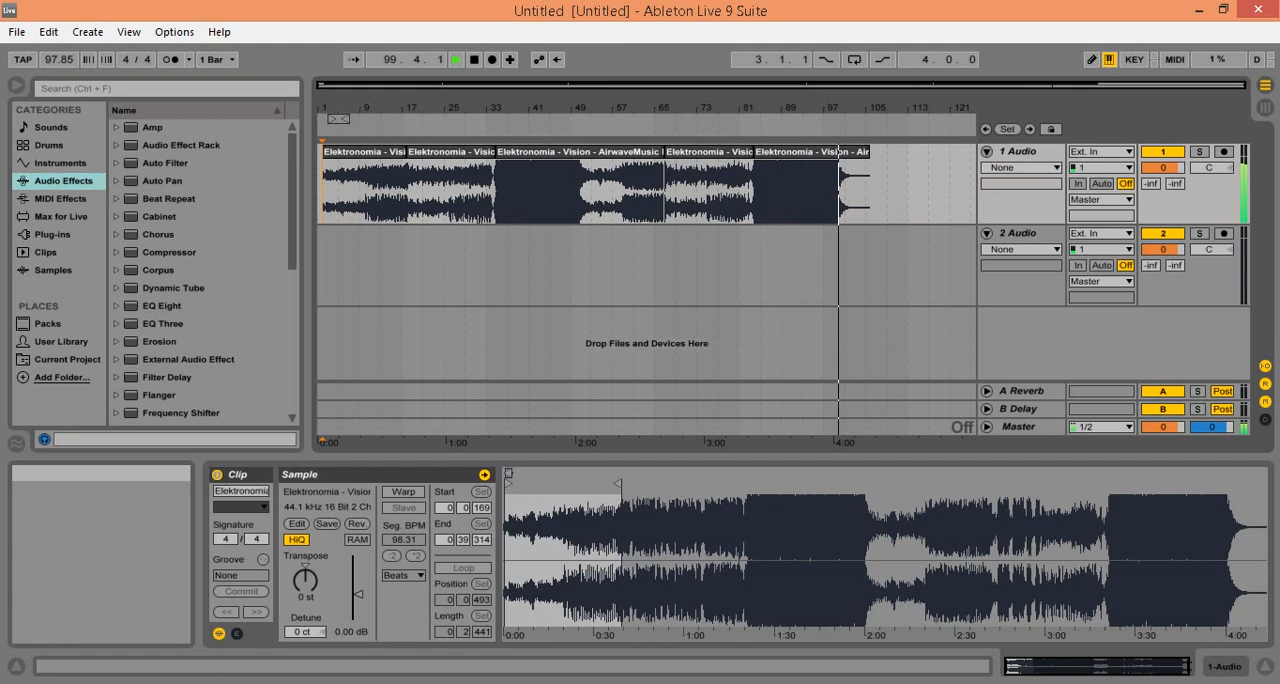 Untitled [Untitled] - Ableton Live 9 Suite
Live
File Edit Create View Options Help
TAP 97.85 4 / 4 1 Bar 99. 4. 1 3. 1. 1 4. 0. 0 KEY MIDI 1 % D
Search (Ctrl + F)
CATEGORIES
Sounds
Drums
Instruments
Audio Effects
MIDI Effects
Max for Live
Plug-ins
Clips
Samples
PLACES
Packs
User Library
Current Project
Add Folder...
Name
Amp
Audio Effect Rack
Auto Filter
Auto Pan
Beat Repeat
Cabinet
Chorus
Compressor
Corpus
Dynamic Tube
EQ Eight
EQ Three
Erosion
External Audio Effect
Filter Delay
Flanger
Frequency Shifter
1 9 17 25 33 41 49 57 65 73 81 89 97 105 113 121
Set
Elektronomia - Visi Elektronomia - Visic Elektronomia - Vision - AirwaveMusic Elektronomia - Visic Elektronomia - Vision - Air
1 Audio Ext. In 1 S
None 1 0 C
In Auto Off -inf -inf
Master
2 Audio Ext. In 2 S
None 1 0 C
In Auto Off -inf -inf
Master
Drop Files and Devices Here
A Reverb A S Post
B Delay B S Post
Off Master 1/2 0 0
0:00 1:00 2:00 3:00 4:00
I·O
R
M
D
Clip
Elektronomia
Signature
4 / 4
Groove
None
Commit
<< >>
E
Sample
Elektronomia - Vision
44.1 kHz 16 Bit 2 Ch
Edit Save Rev.
HiQ RAM
Transpose
0 st
Detune
0 ct 0.00 dB
Warp
Slave
Seg. BPM
98.31
:2 *2
Beats
Start Set
0 0 169
End Set
0 39 314
Loop
Position Set
0 0 493
Length Set
0 2 441
0:00 0:30 1:00 1:30 2:00 2:30 3:00 3:30 4:00
1-Audio